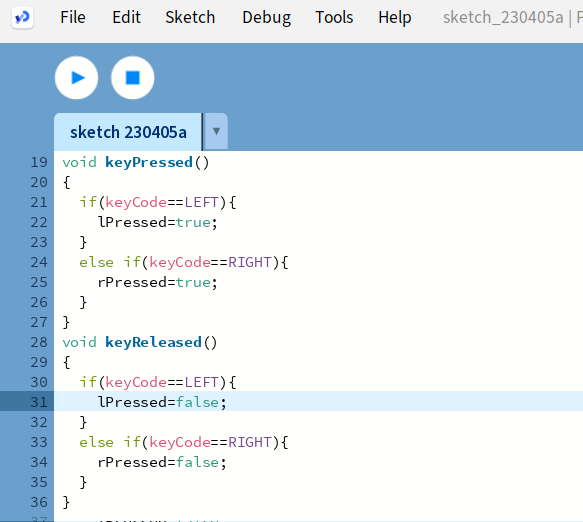 File Edit Sketch Debug Tools Help sketch_230405a |
sketch 230405a ▼
19 void keyPressed()
20 {
21 if(keyCode==LEFT){
22 lPressed=true;
23 }
24 else if(keyCode==RIGHT){
25 rPressed=true;
26 }
27 }
28 void keyReleased()
29 {
30 if(keyCode==LEFT){
31 lPressed=false;
32 }
33 else if(keyCode==RIGHT){
34 rPressed=false;
35 }
36 }